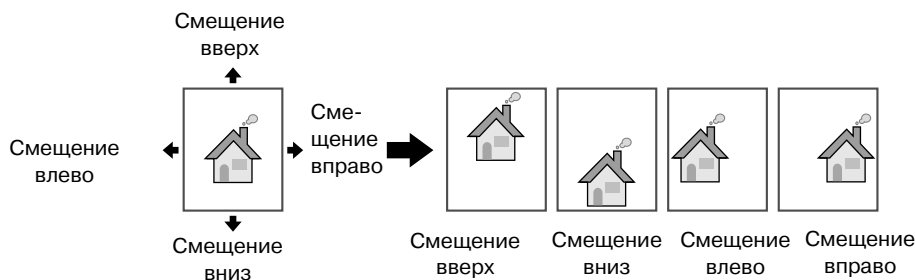 Смещение
вверх
Смещение
влево
Сме-
щение
вправо
Смещение
вниз
Смещение
вверх
Смещение
вниз
Смещение
влево
Смещение
вправо